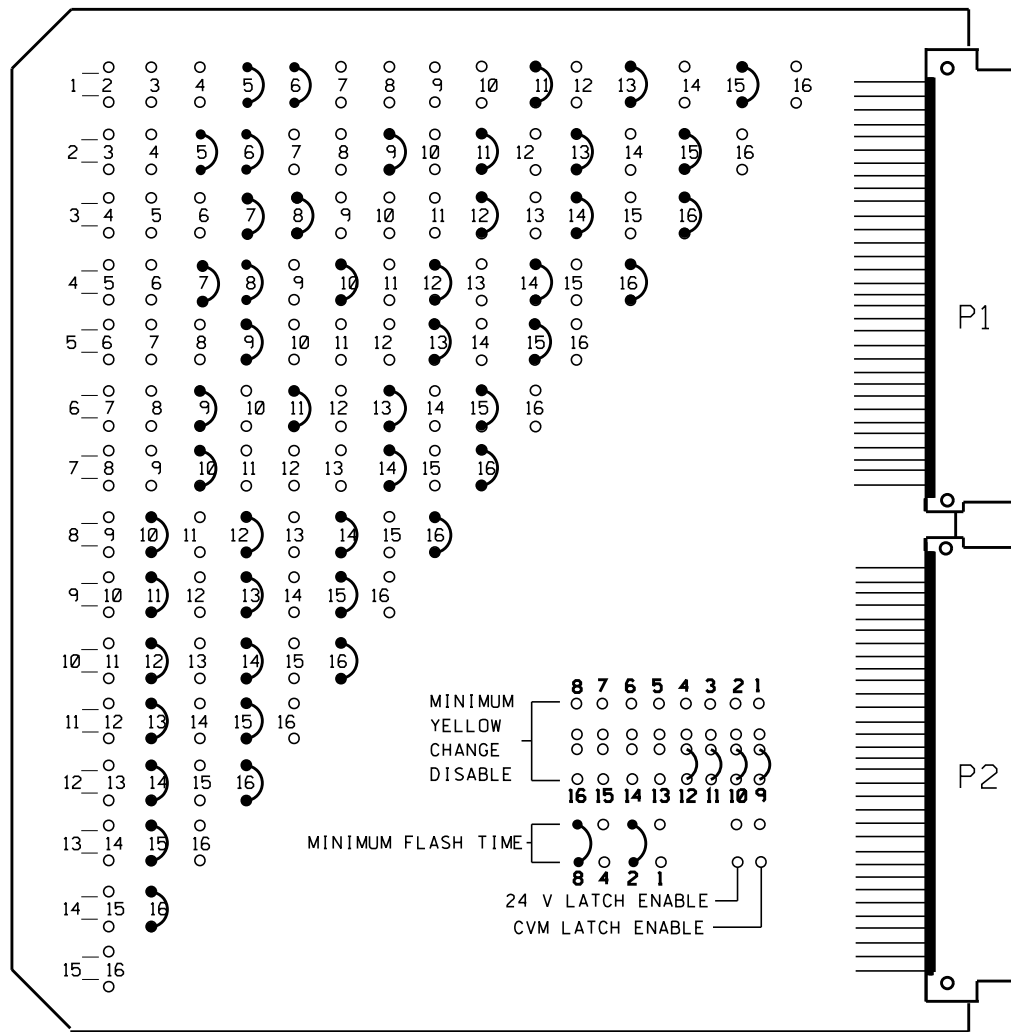 1 2 3 4 5 6 7 8 9 10 11 12 13 14 15 16
2 3 4 5 6 7 8 9 10 11 12 13 14 15 16
3 4 5 6 7 8 9 10 11 12 13 14 15 16
4 5 6 7 8 9 10 11 12 13 14 15 16
P1
5 6 7 8 9 10 11 12 13 14 15 16
6 7 8 9 10 11 12 13 14 15 16
7 8 9 10 11 12 13 14 15 16
8 9 10 11 12 13 14 15 16
9 10 11 12 13 14 15 16
10 11 12 13 14 15 16
11 12 13 14 15 16
12 13 14 15 16
13 14 15 16
14 15 16
15 16
8 7 6 5 4 3 2 1
MINIMUM
YELLOW
CHANGE
DISABLE
16 15 14 13 12 11 10 9
P2
MINIMUM FLASH TIME
8 4 2 1
24 V LATCH ENABLE
CVM LATCH ENABLE